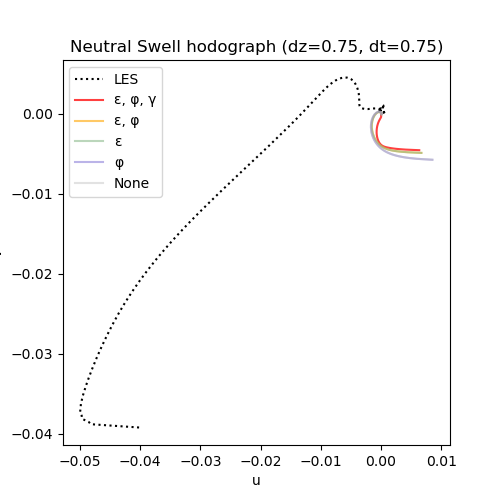 Neutral Swell hodograph (dz=0.75, dt=0.75)
LES
ε, φ, γ
ε, φ
ε
φ
None
0.00
−0.01
−0.02
−0.03
−0.04
−0.05 −0.04 −0.03 −0.02 −0.01 0.00 0.01
u